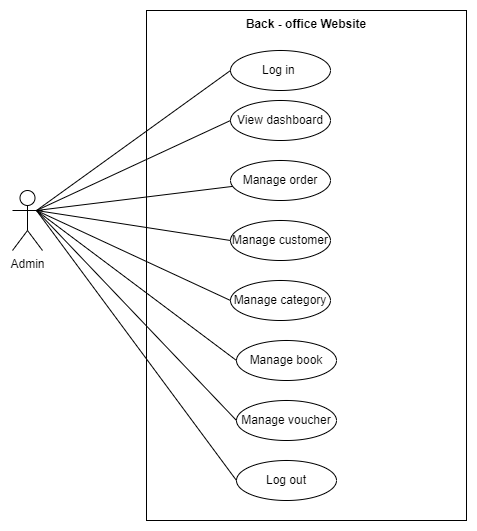 Back - office Website
Log in
View dashboard
Manage order
Manage customer
Admin
Manage category
Manage book
Manage voucher
Log out